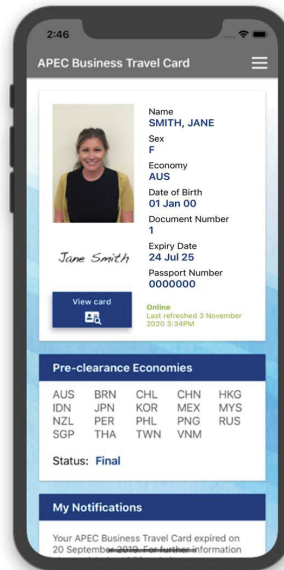 2:46
APEC Business Travel Card
Name
SMITH, JANE
Sex
F
Economy
AUS
Date of Birth
01 Jan 00
Document Number
1
Expiry Date
24 Jul 25
Passport Number
0000000
Jane Smith
View card
Online
Last refreshed 3 November
2020 3:34PM
Pre-clearance Economies
AUS BRN CHL CHN HKG
IDN JPN KOR MEX MYS
NZL PER PHL PNG RUS
SGP THA TWN VNM
Status: Final
My Notifications
Your APEC Business Travel Card expired on
20 September 2019. For further information